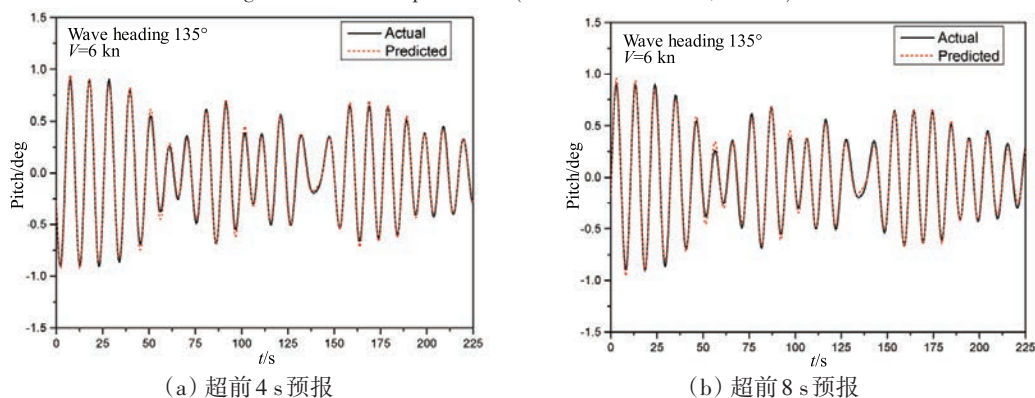 Wave heading 135°
V=6 kn
Actual
Predicted
1.5
1.0
0.5
0.0
-0.5
-1.0
-1.5
Pitch/deg
0 25 50 75 100 125 150 175 200 225
t/s
(a) 超前4 s预报
Wave heading 135°
V=6 kn
Actual
Predicted
1.5
1.0
0.5
0.0
-0.5
-1.0
-1.5
Pitch/deg
0 25 50 75 100 125 150 175 200 225
t/s
(b) 超前8 s预报